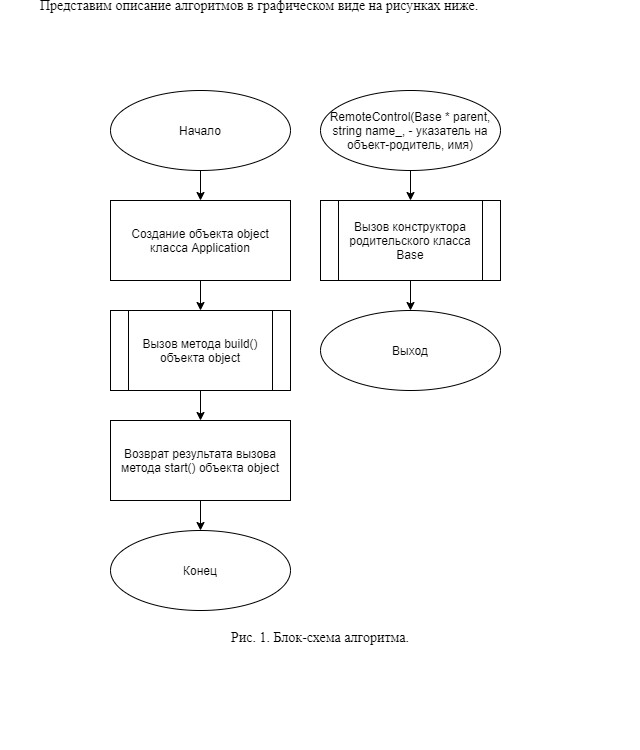 Представим описание алгоритмов в графическом виде на рисунках ниже.
Начало
Создание объекта object
класса Application
Вызов метода build()
объекта object
Возврат результата вызова
метода start() объекта object
Конец
RemoteControl(Base * parent,
string name_, - указатель на
объект-родитель, имя)
Вызов конструктора
родительского класса
Base
Выход
Рис. 1. Блок-схема алгоритма.